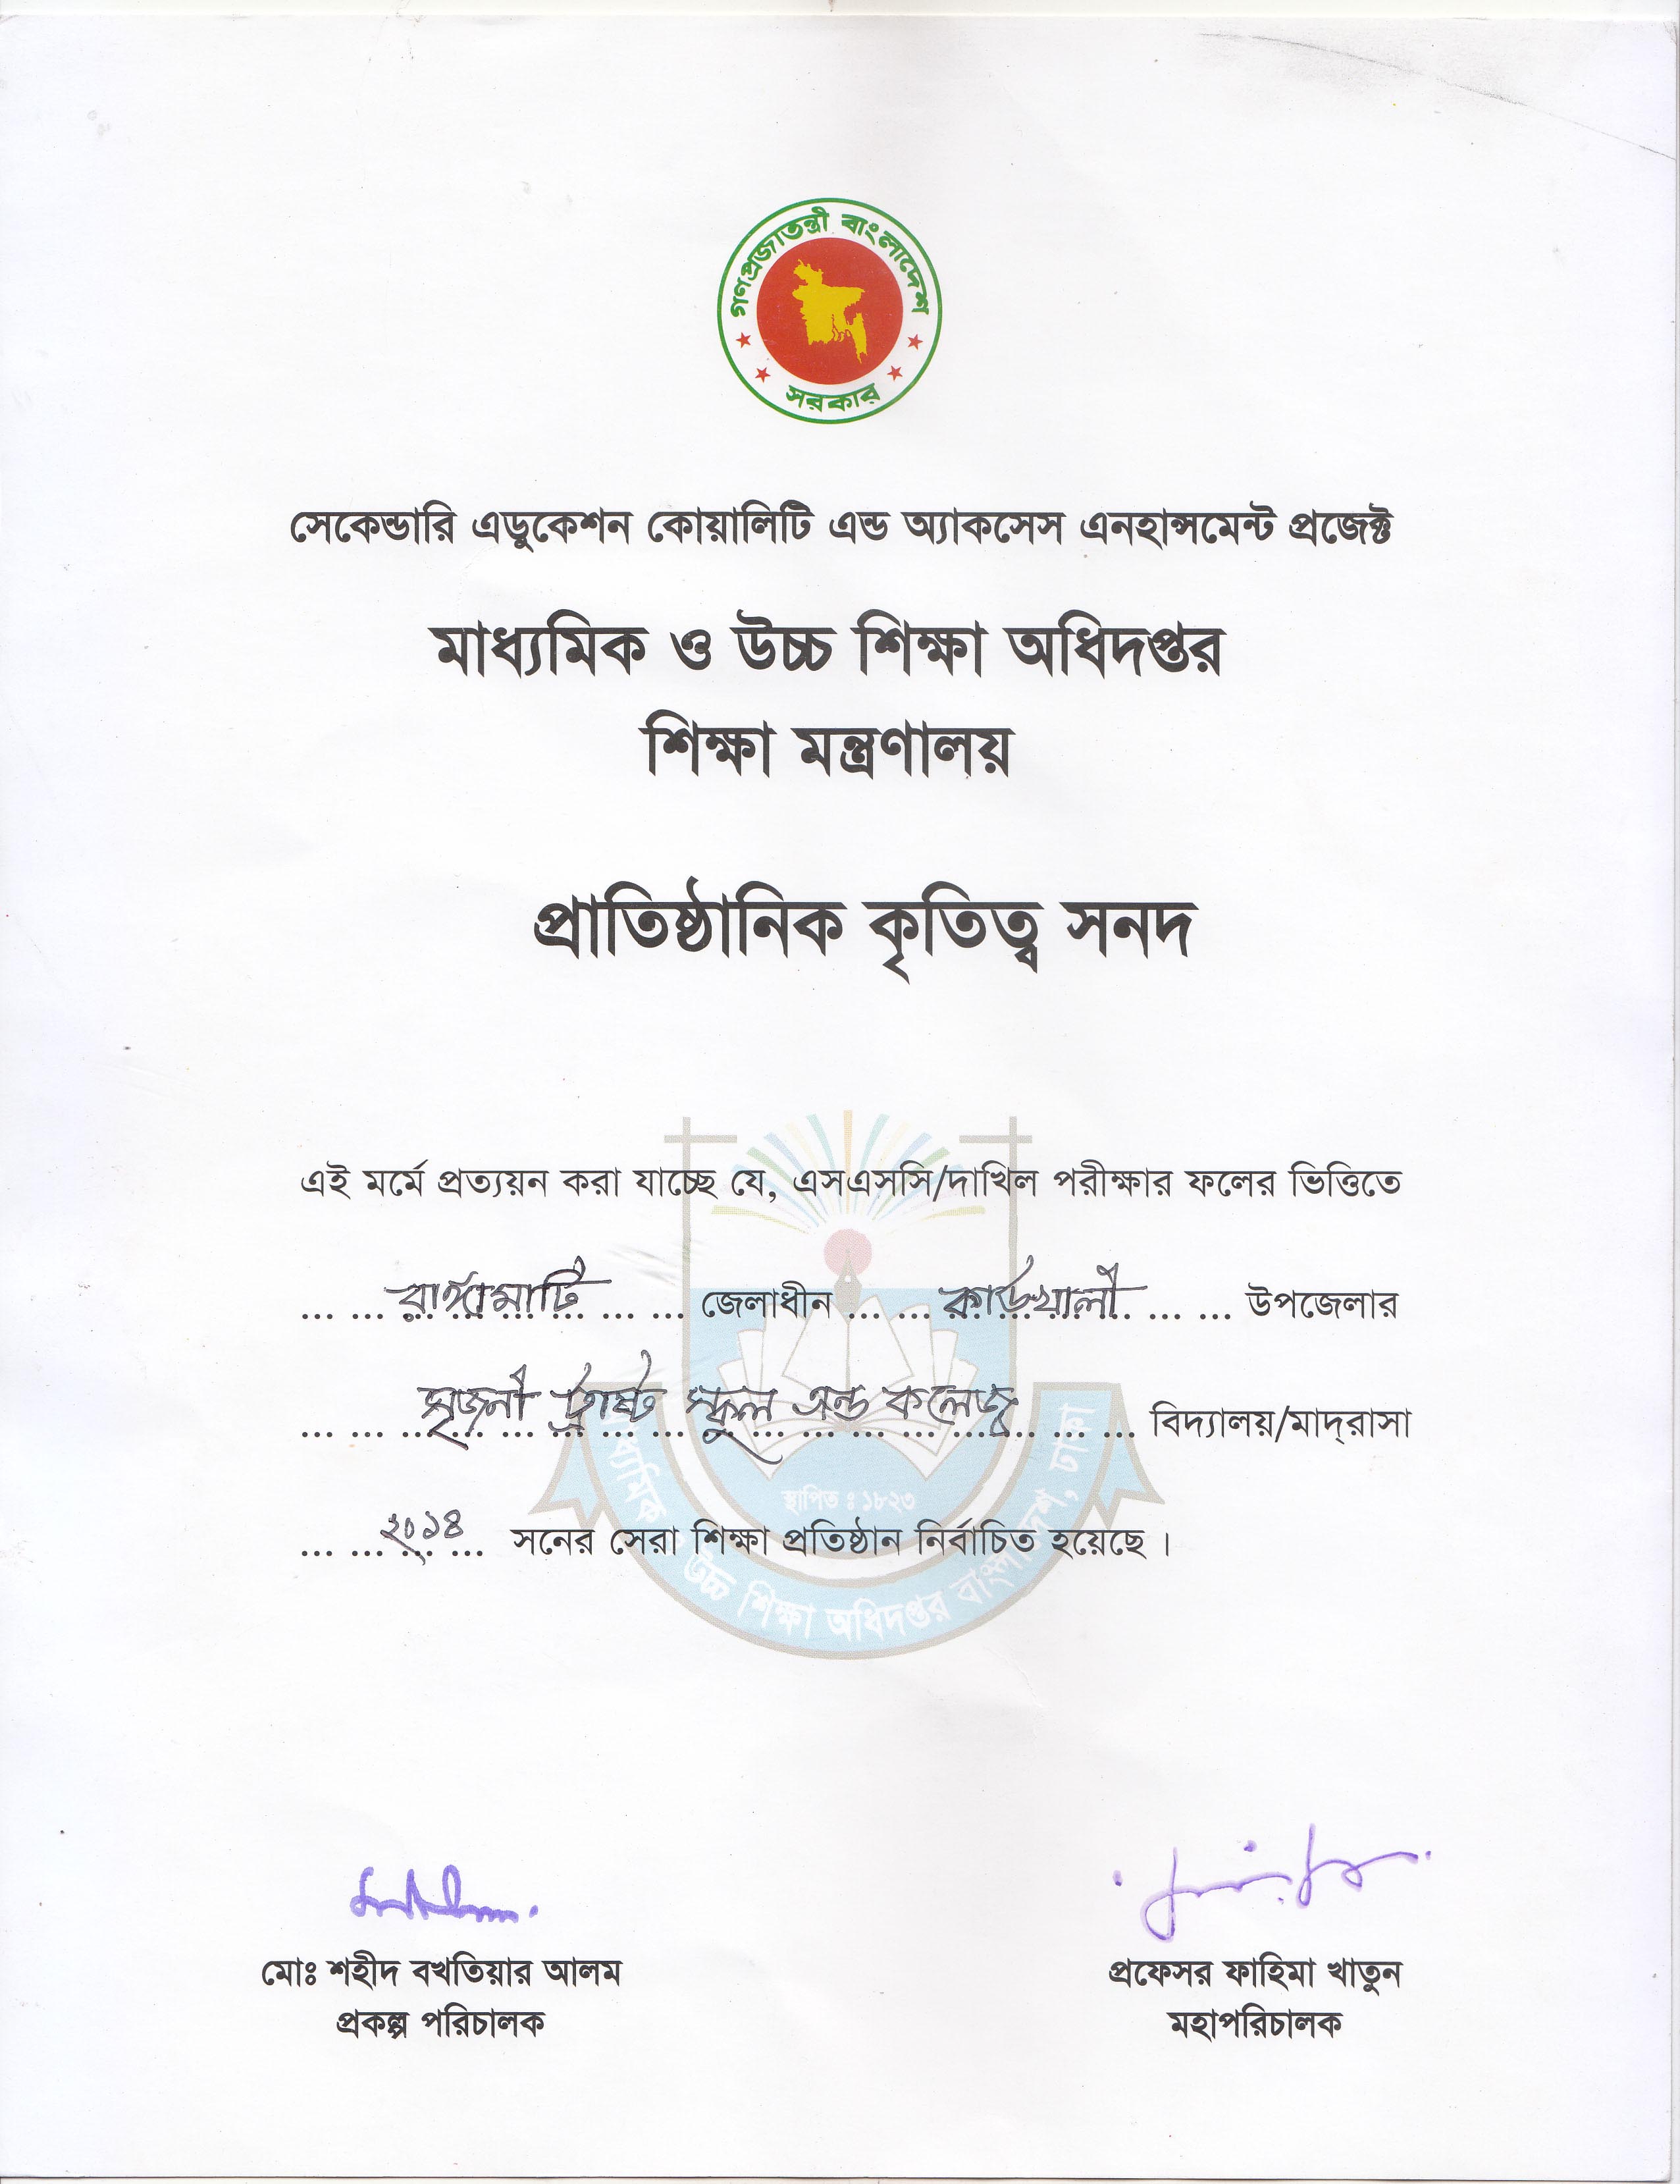 গণপ্রজাতন্ত্রী বাংলাদেশ
সরকার
সেকেন্ডারি এডুকেশন কোয়ালিটি এন্ড অ্যাকসেস এনহান্সমেন্ট প্রজেক্ট
মাধ্যমিক ও উচ্চ শিক্ষা অধিদপ্তর
শিক্ষা মন্ত্রণালয়
প্রাতিষ্ঠানিক কৃতিত্ব সনদ
এই মর্মে প্রত্যয়ন করা যাচ্ছে যে, এসএসসি/দাখিল পরীক্ষার ফলের ভিত্তিতে
... ... রাঙ্গামাটি ... ... জেলাধীন ... ... কাউখালী ... ... উপজেলার
... ... সৃজনী ট্রাষ্ট স্কুল এন্ড কলেজ ... ... বিদ্যালয়/মাদ্‌রাসা
স্থাপিত : ১৮২৩
... ২০১৪ ... সনের সেরা শিক্ষা প্রতিষ্ঠান নির্বাচিত হয়েছে ।
মাধ্যমিক ও উচ্চ শিক্ষা অধিদপ্তর বাংলাদেশ, ঢাকা
মোঃ শহীদ বখতিয়ার আলম
প্রকল্প পরিচালক
প্রফেসর ফাহিমা খাতুন
মহাপরিচালক